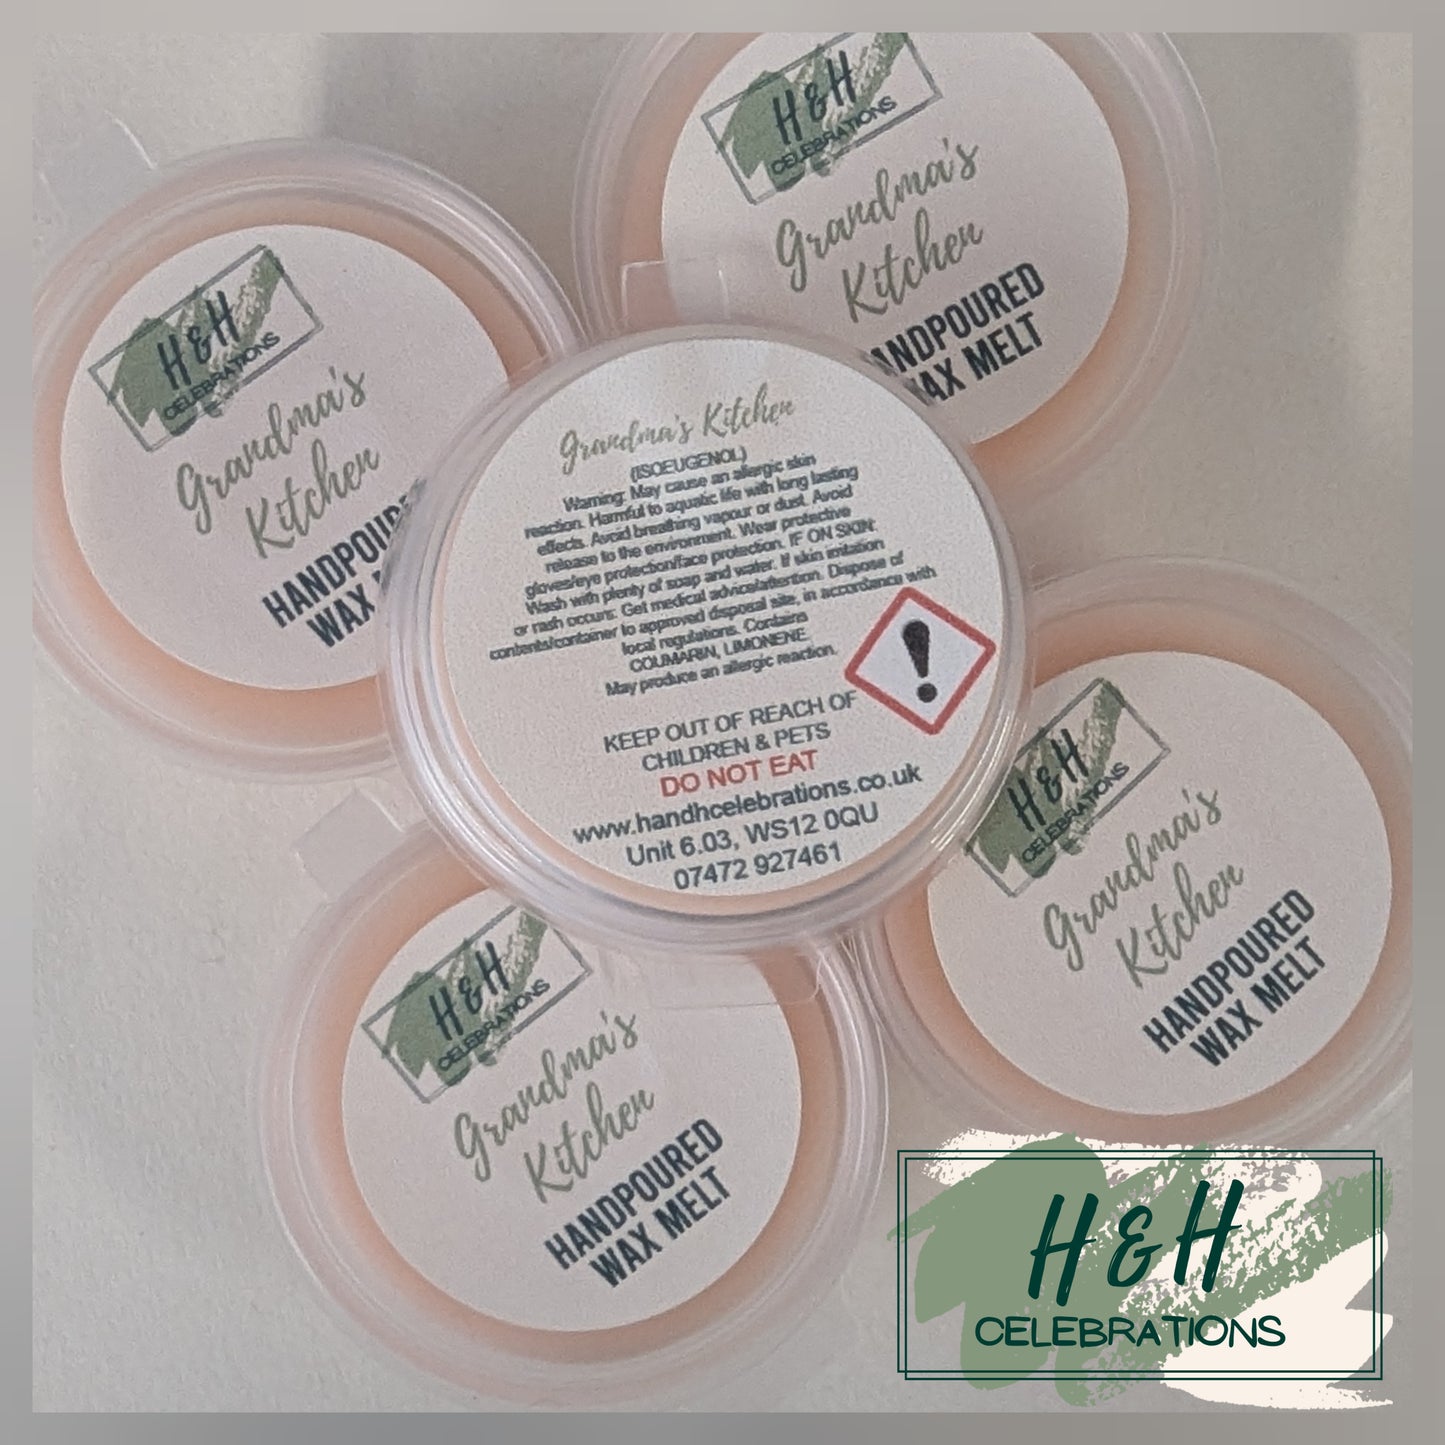 H&H
CELEBRATIONS
Grandma's
Kitchen
HANDPOURED
WAX MELT
H&H
CELEBRATIONS
Grandma's
Kitchen
WAX
Grandma's Kitchen
(ISOEUGENOL)
Warning: May cause an allergic skin
reaction. Harmful to aquatic life with long lasting
effects. Avoid breathing vapour or dust. Avoid
release to the environment. Wear protective
gloves/eye protection/face protection. IF ON SKIN:
Wash with plenty of soap and water. If skin irritation
or rash occurs: Get medical advice/attention. Dispose of
contents/container to approved disposal site, in accordance with
local regulations. Contains
COUMARIN, LIMONENE.
May produce an allergic reaction.
KEEP OUT OF REACH OF
CHILDREN & PETS
DO NOT EAT
www.handhcelebrations.co.uk
Unit 6.03, WS12 0QU
07472 927461
H&H
CELEBRATIONS
Grandma's
Kitchen
HANDPOURED
WAX MELT
H&H
CELEBRATIONS
Grandma's
Kitchen
HANDPOURED
WAX MELT
H&H
CELEBRATIONS